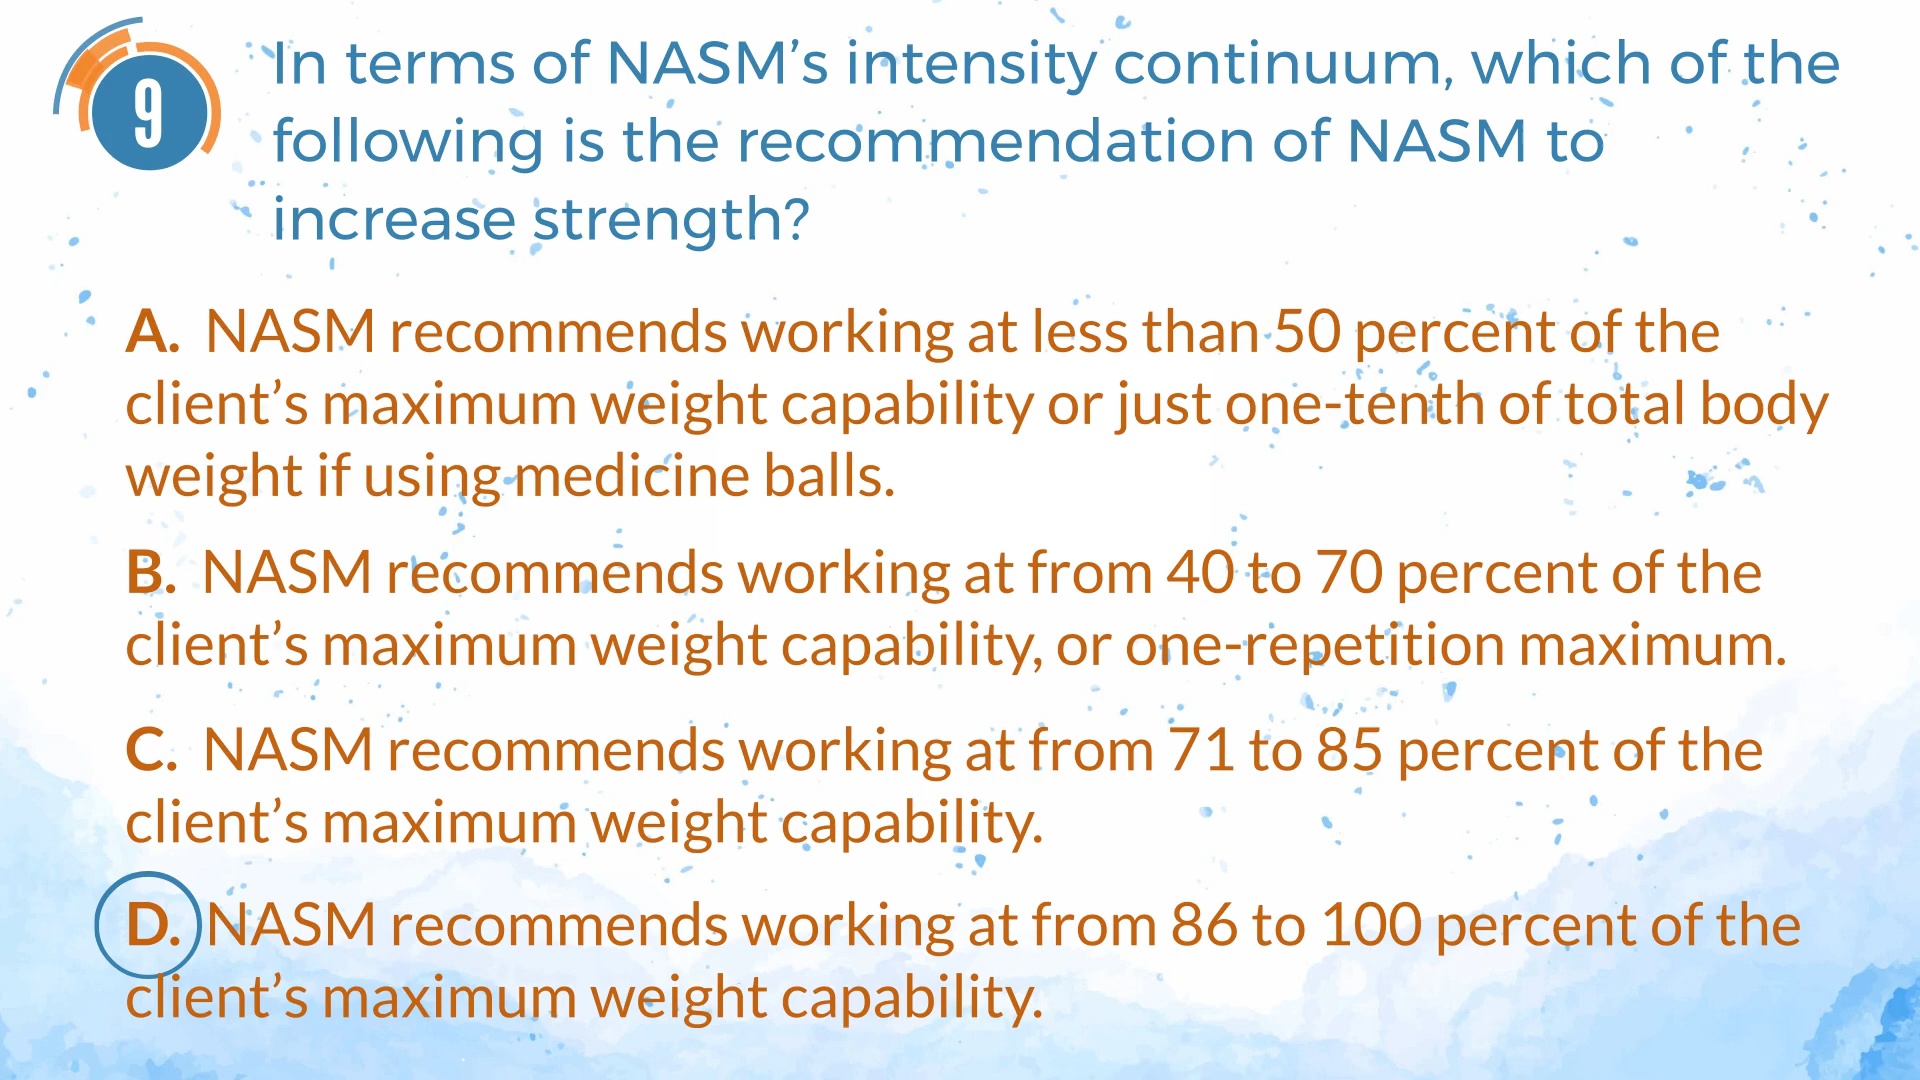 9
In terms of NASM’s intensity continuum, which of the
following is the recommendation of NASM to
increase strength?
A. NASM recommends working at less than 50 percent of the
client’s maximum weight capability or just one-tenth of total body
weight if using medicine balls.
B. NASM recommends working at from 40 to 70 percent of the
client’s maximum weight capability, or one-repetition maximum.
C. NASM recommends working at from 71 to 85 percent of the
client’s maximum weight capability.
D. NASM recommends working at from 86 to 100 percent of the
client’s maximum weight capability.